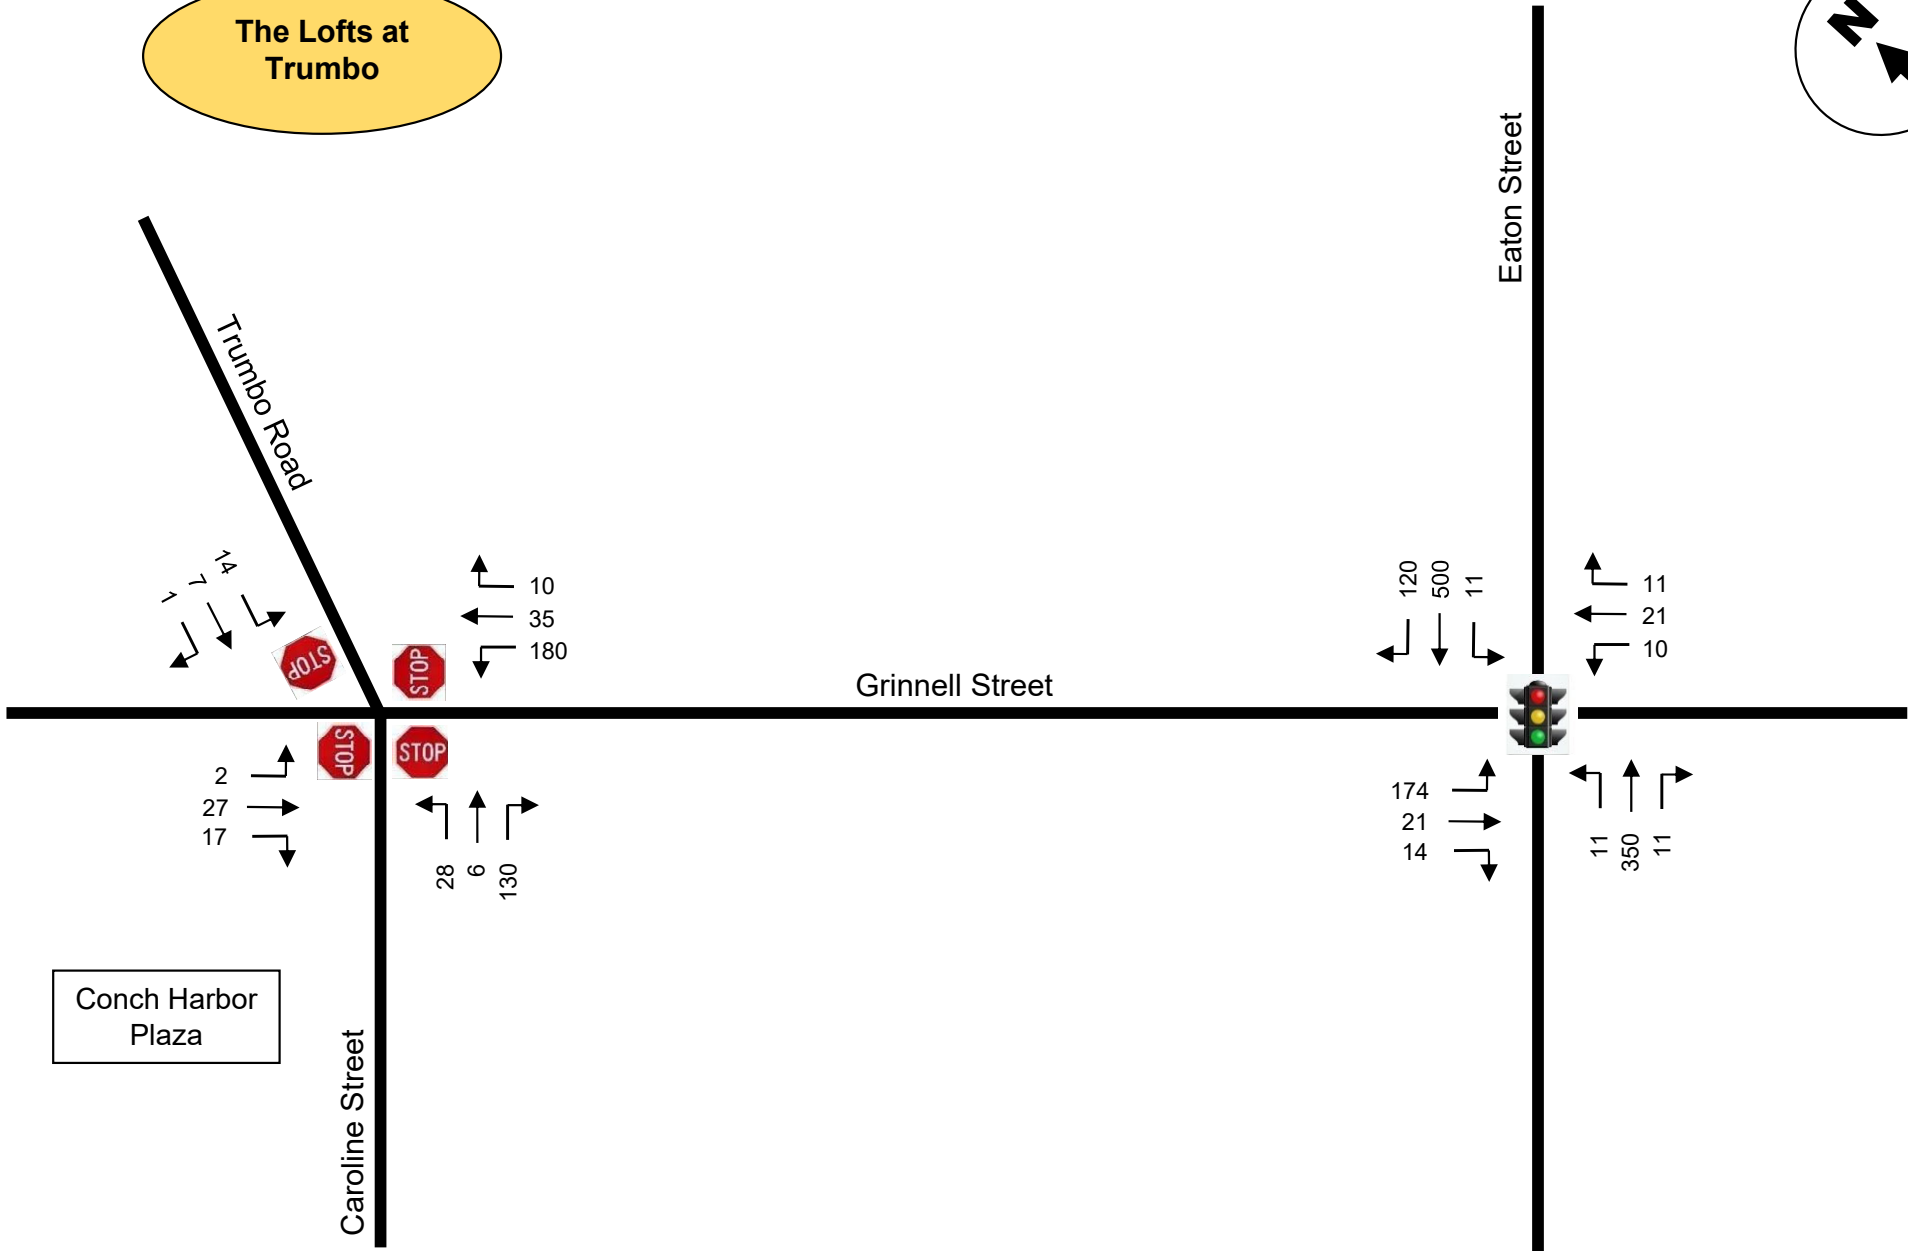 The Lofts at
Trumbo
N
Eaton Street
Trumbo Road
14
7
1
STOP
STOP
10
35
180
Grinnell Street
120
500
11
11
21
10
STOP
STOP
2
27
17
28
6
130
174
21
14
11
350
11
Conch Harbor
Plaza
Caroline Street